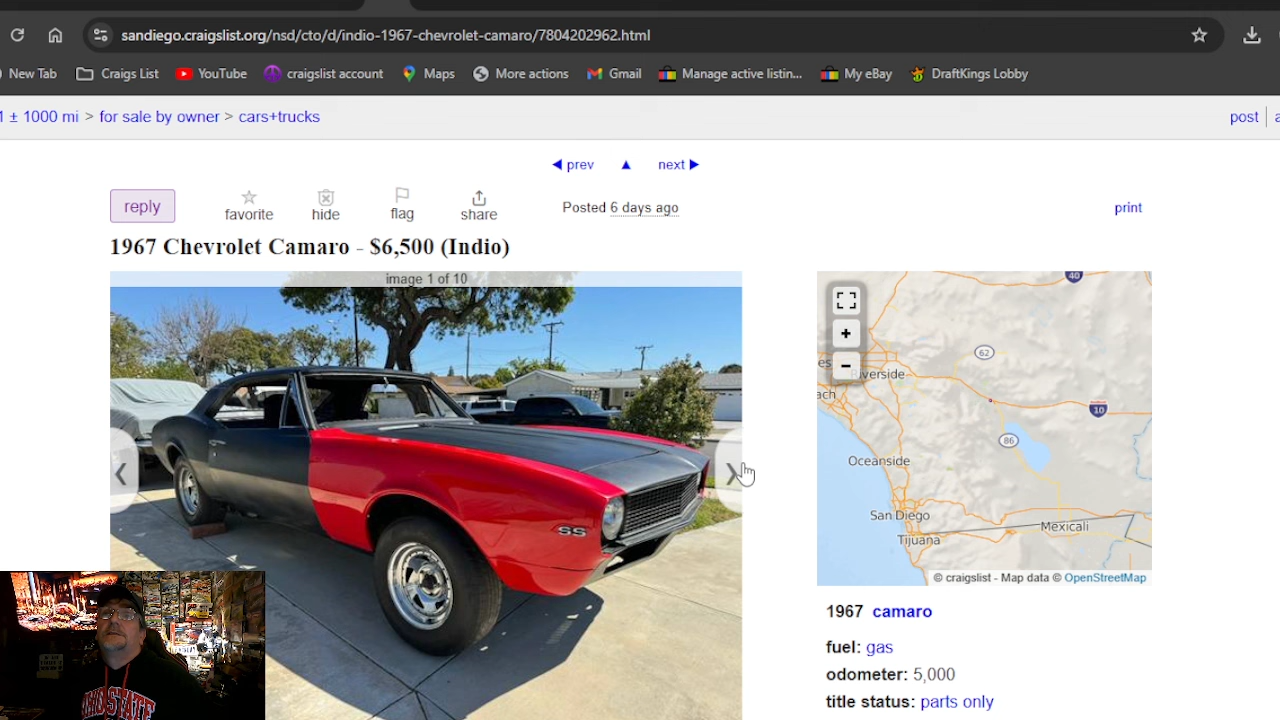 sandiego.craigslist.org/nsd/cto/d/indio-1967-chevrolet-camaro/7804202962.html
New Tab Craigs List YouTube craigslist account Maps More actions Gmail Manage active listin... My eBay DraftKings Lobby
1 ± 1000 mi > for sale by owner > cars+trucks
post
◀ prev ▲ next ▶
reply
favorite
hide
flag
share
Posted 6 days ago
print
1967 Chevrolet Camaro - $6,500 (Indio)
image 1 of 10
SS
40
+
62
-
Riverside
10
86
Oceanside
San Diego
Mexicali
Tijuana
© craigslist - Map data © OpenStreetMap
1967 camaro
fuel: gas
odometer: 5,000
title status: parts only